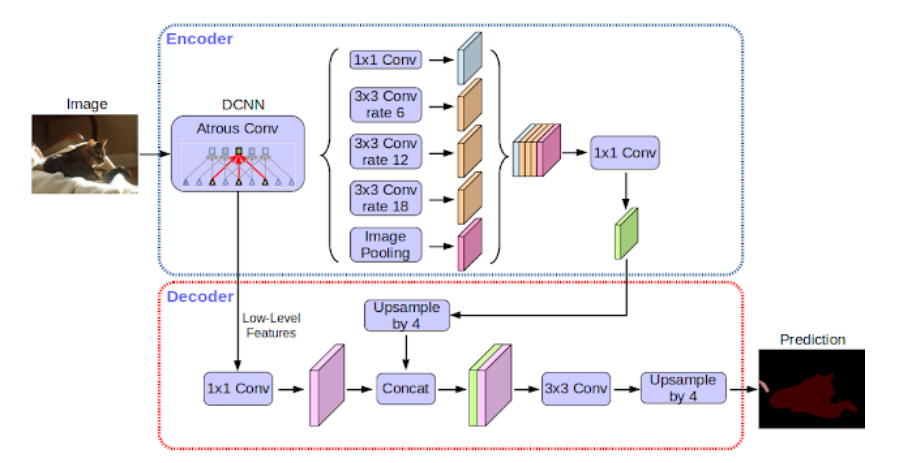 Encoder
Image
DCNN
Atrous Conv
1x1 Conv
3x3 Conv
rate 6
3x3 Conv
rate 12
3x3 Conv
rate 18
Image
Pooling
1x1 Conv
Decoder
Low-Level
Features
Upsample
by 4
1x1 Conv
Concat
3x3 Conv
Upsample
by 4
Prediction